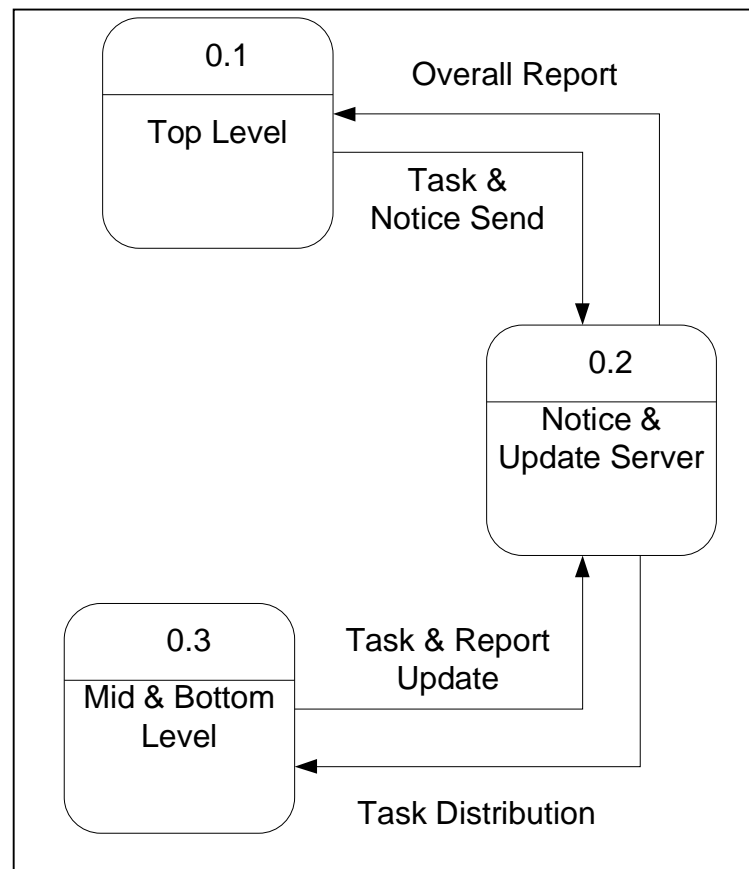 0.1
Top Level
Overall Report
Task &
Notice Send
0.2
Notice &
Update Server
0.3
Mid & Bottom
Level
Task & Report
Update
Task Distribution